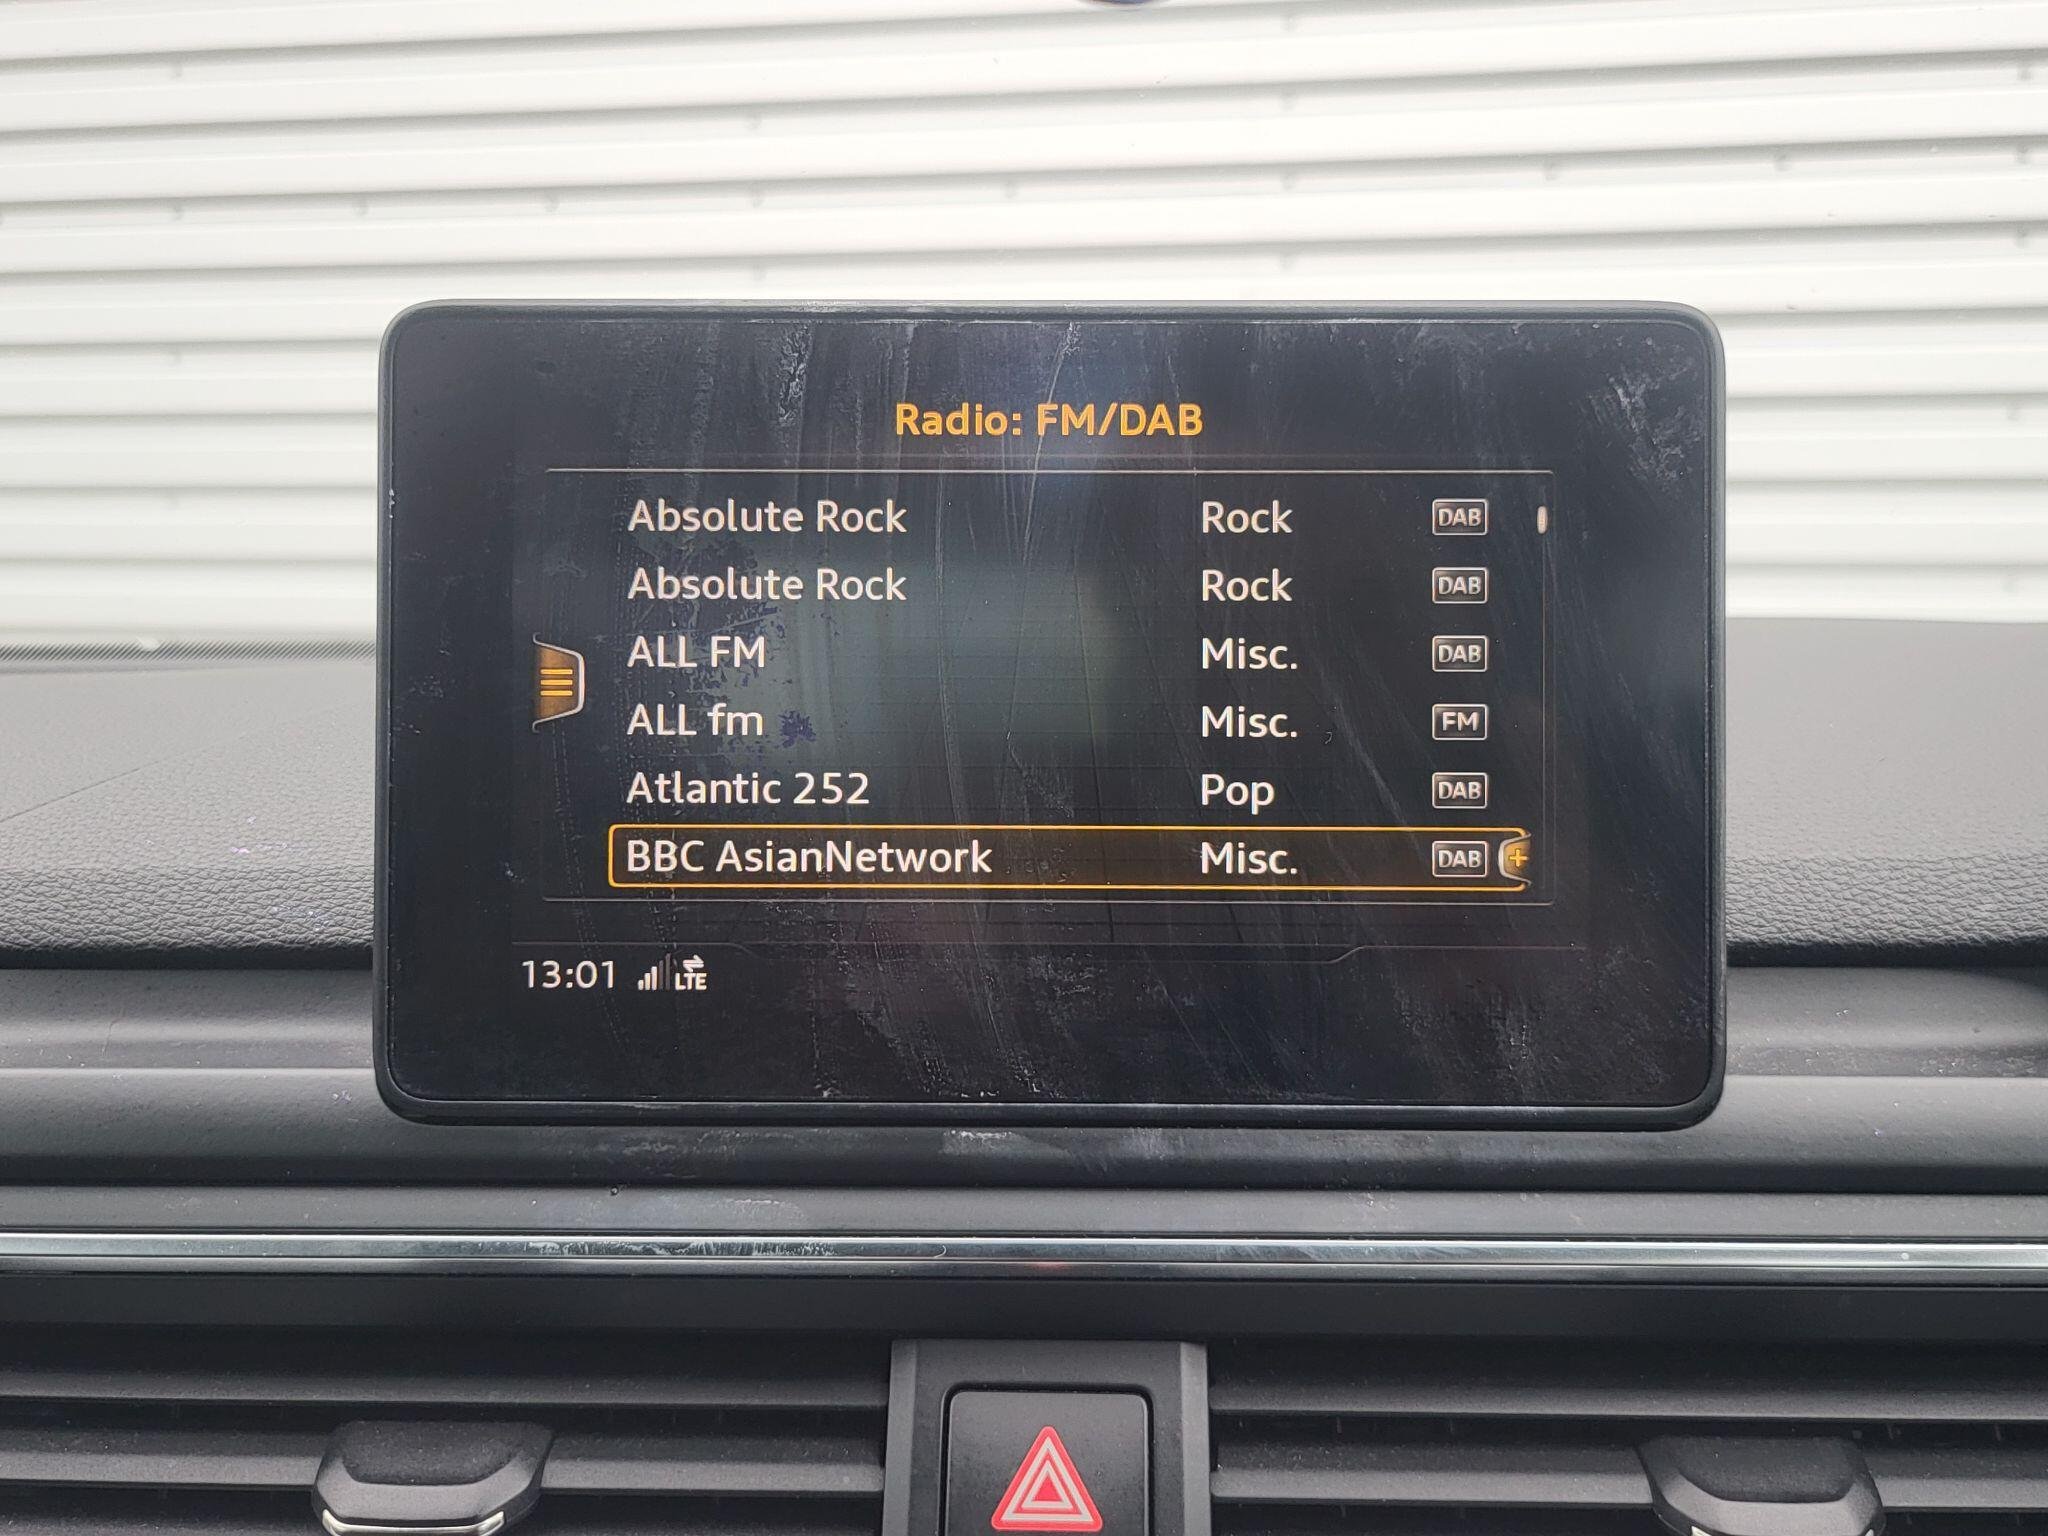 Radio: FM/DAB
Absolute Rock Rock DAB
Absolute Rock Rock DAB
ALL FM Misc. DAB
ALL fm Misc. FM
Atlantic 252 Pop DAB
BBC AsianNetwork Misc. DAB +
13:01 LTE